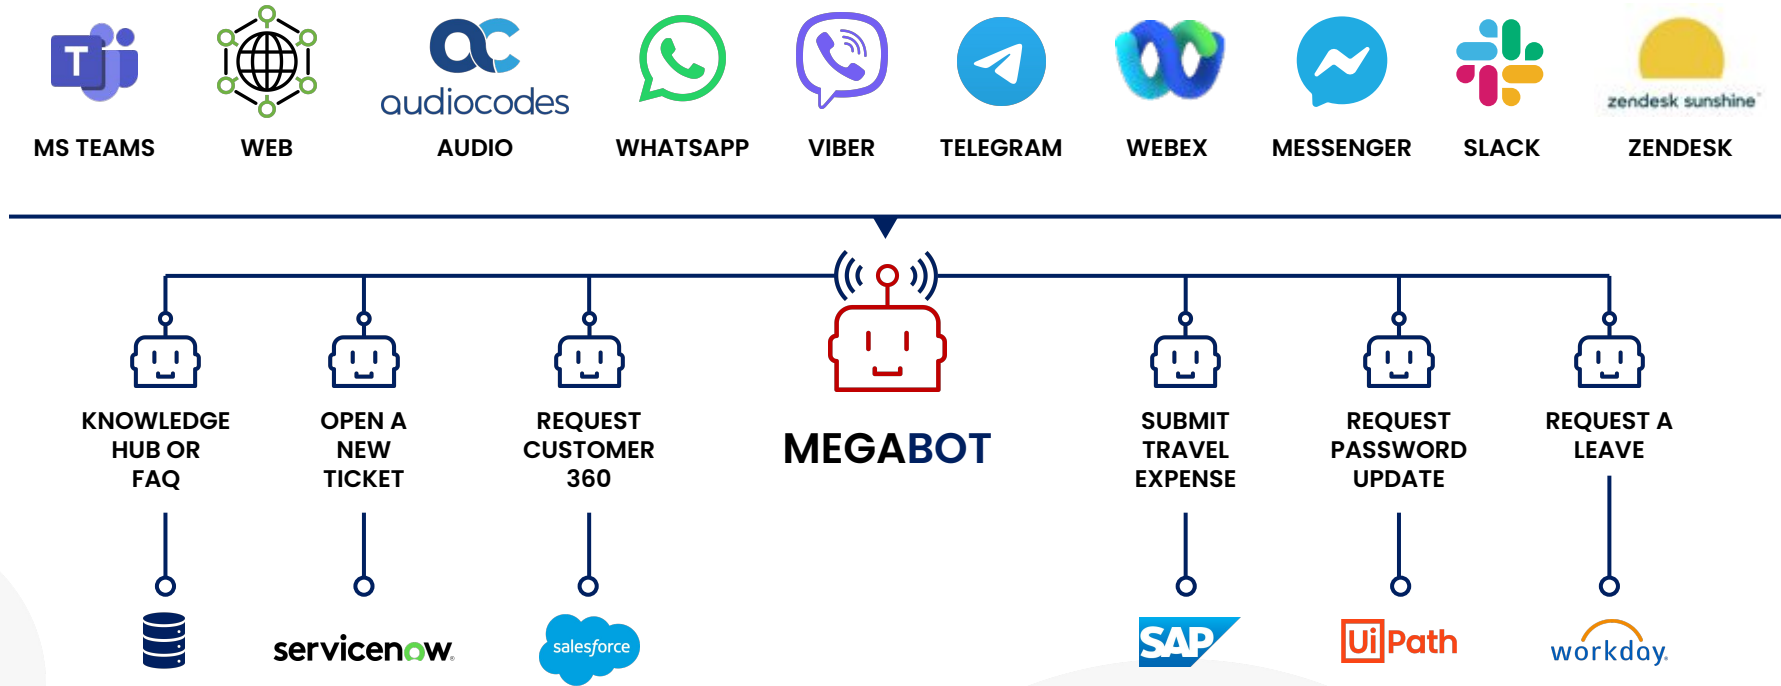 T
audiocodes
zendesk sunshine
MS TEAMS
WEB
AUDIO
WHATSAPP
VIBER
TELEGRAM
WEBEX
MESSENGER
SLACK
ZENDESK
KNOWLEDGE
HUB OR
FAQ
OPEN A
NEW
TICKET
REQUEST
CUSTOMER
360
MEGABOT
SUBMIT
TRAVEL
EXPENSE
REQUEST
PASSWORD
UPDATE
REQUEST A
LEAVE
servicenow
salesforce
SAP
UiPath
workday.